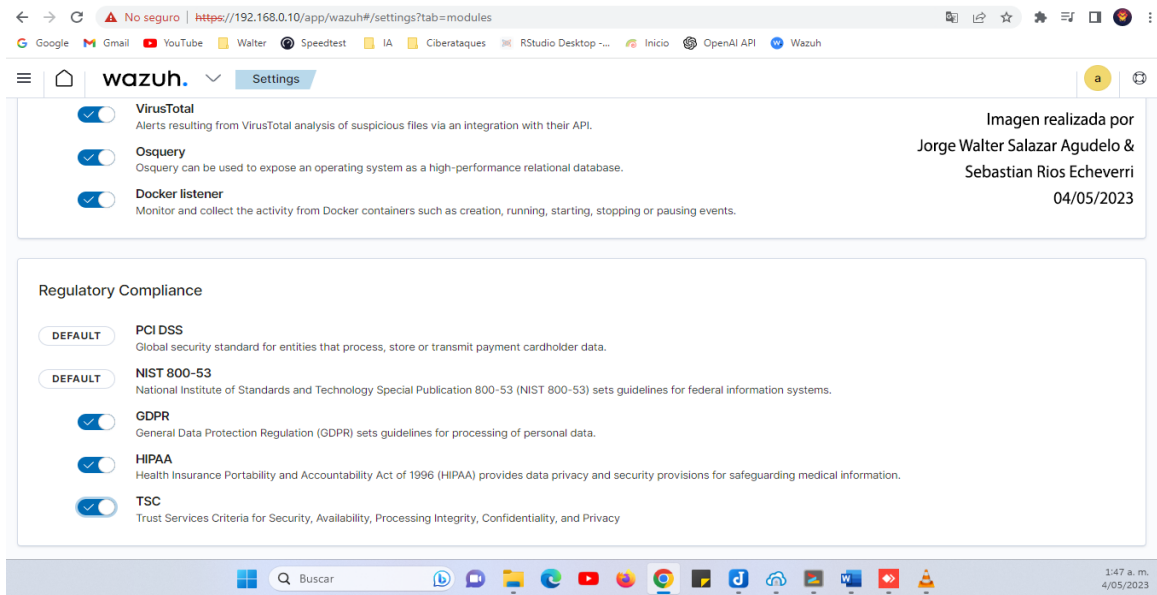 No seguro | https://192.168.0.10/app/wazuh#/settings?tab=modules
Google Gmail YouTube Walter Speedtest IA Ciberataques RStudio Desktop -... Inicio OpenAI API Wazuh
wazuh. Settings a
VirusTotal
Alerts resulting from VirusTotal analysis of suspicious files via an integration with their API.
Osquery
Osquery can be used to expose an operating system as a high-performance relational database.
Docker listener
Monitor and collect the activity from Docker containers such as creation, running, starting, stopping or pausing events.
Imagen realizada por
Jorge Walter Salazar Agudelo &
Sebastian Rios Echeverri
04/05/2023
Regulatory Compliance
DEFAULT PCI DSS
Global security standard for entities that process, store or transmit payment cardholder data.
DEFAULT NIST 800-53
National Institute of Standards and Technology Special Publication 800-53 (NIST 800-53) sets guidelines for federal information systems.
GDPR
General Data Protection Regulation (GDPR) sets guidelines for processing of personal data.
HIPAA
Health Insurance Portability and Accountability Act of 1996 (HIPAA) provides data privacy and security provisions for safeguarding medical information.
TSC
Trust Services Criteria for Security, Availability, Processing Integrity, Confidentiality, and Privacy
Buscar
1:47 a. m.
4/05/2023